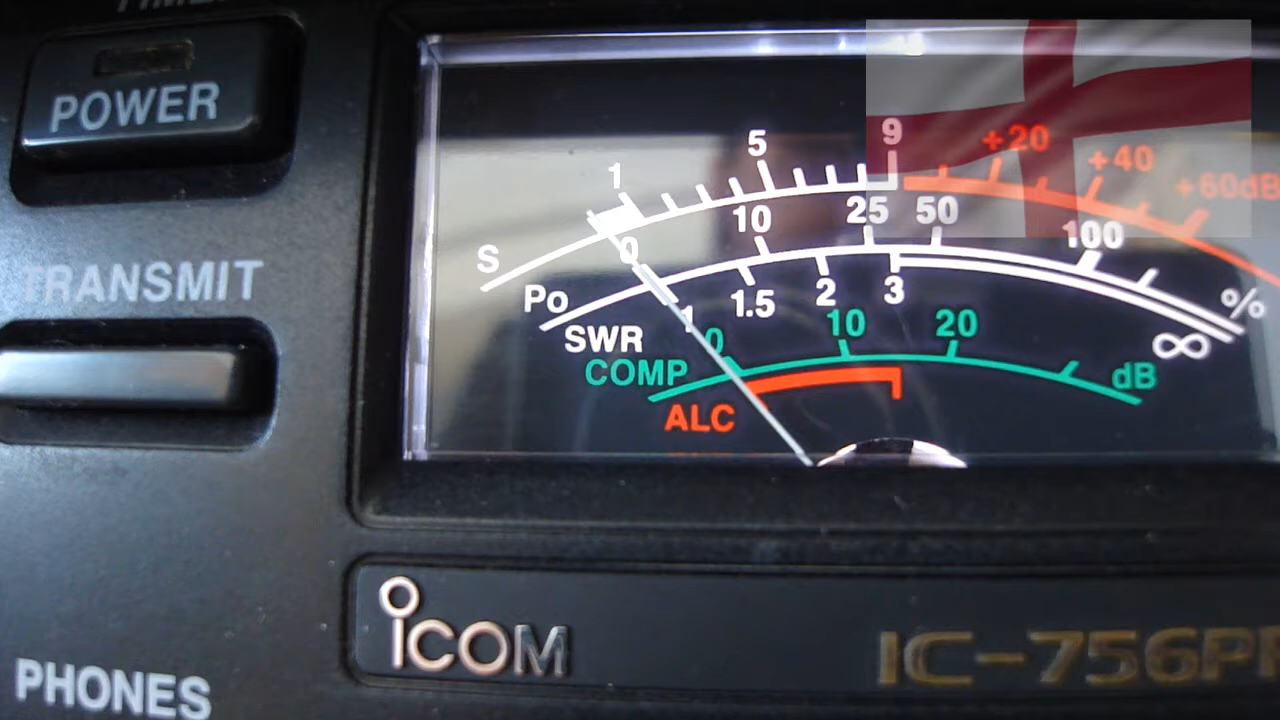 TIMER
POWER
TRANSMIT
PHONES
1 5 9 +20 +40 +60dB
S
0 10 25 50 100 %
Po
SWR 1 1.5 2 3 ∞
COMP 0 10 20 dB
ALC
ICOM
IC-756PR